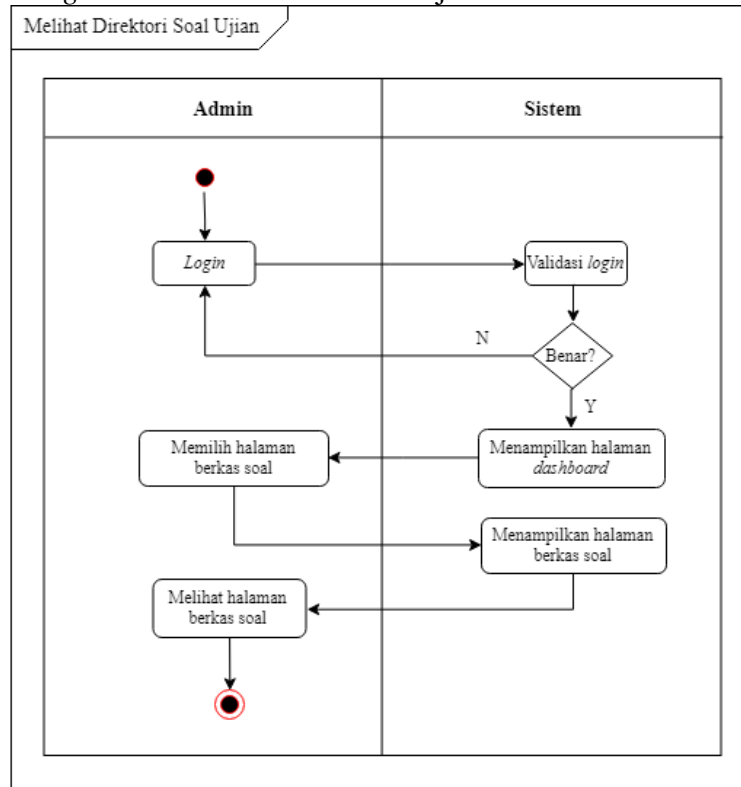 Melihat Direktori Soal Ujian
Admin
Sistem
Login
Validasi login
N
Benar?
Y
Memilih halaman
berkas soal
Menampilkan halaman
dashboard
Menampilkan halaman
berkas soal
Melihat halaman
berkas soal